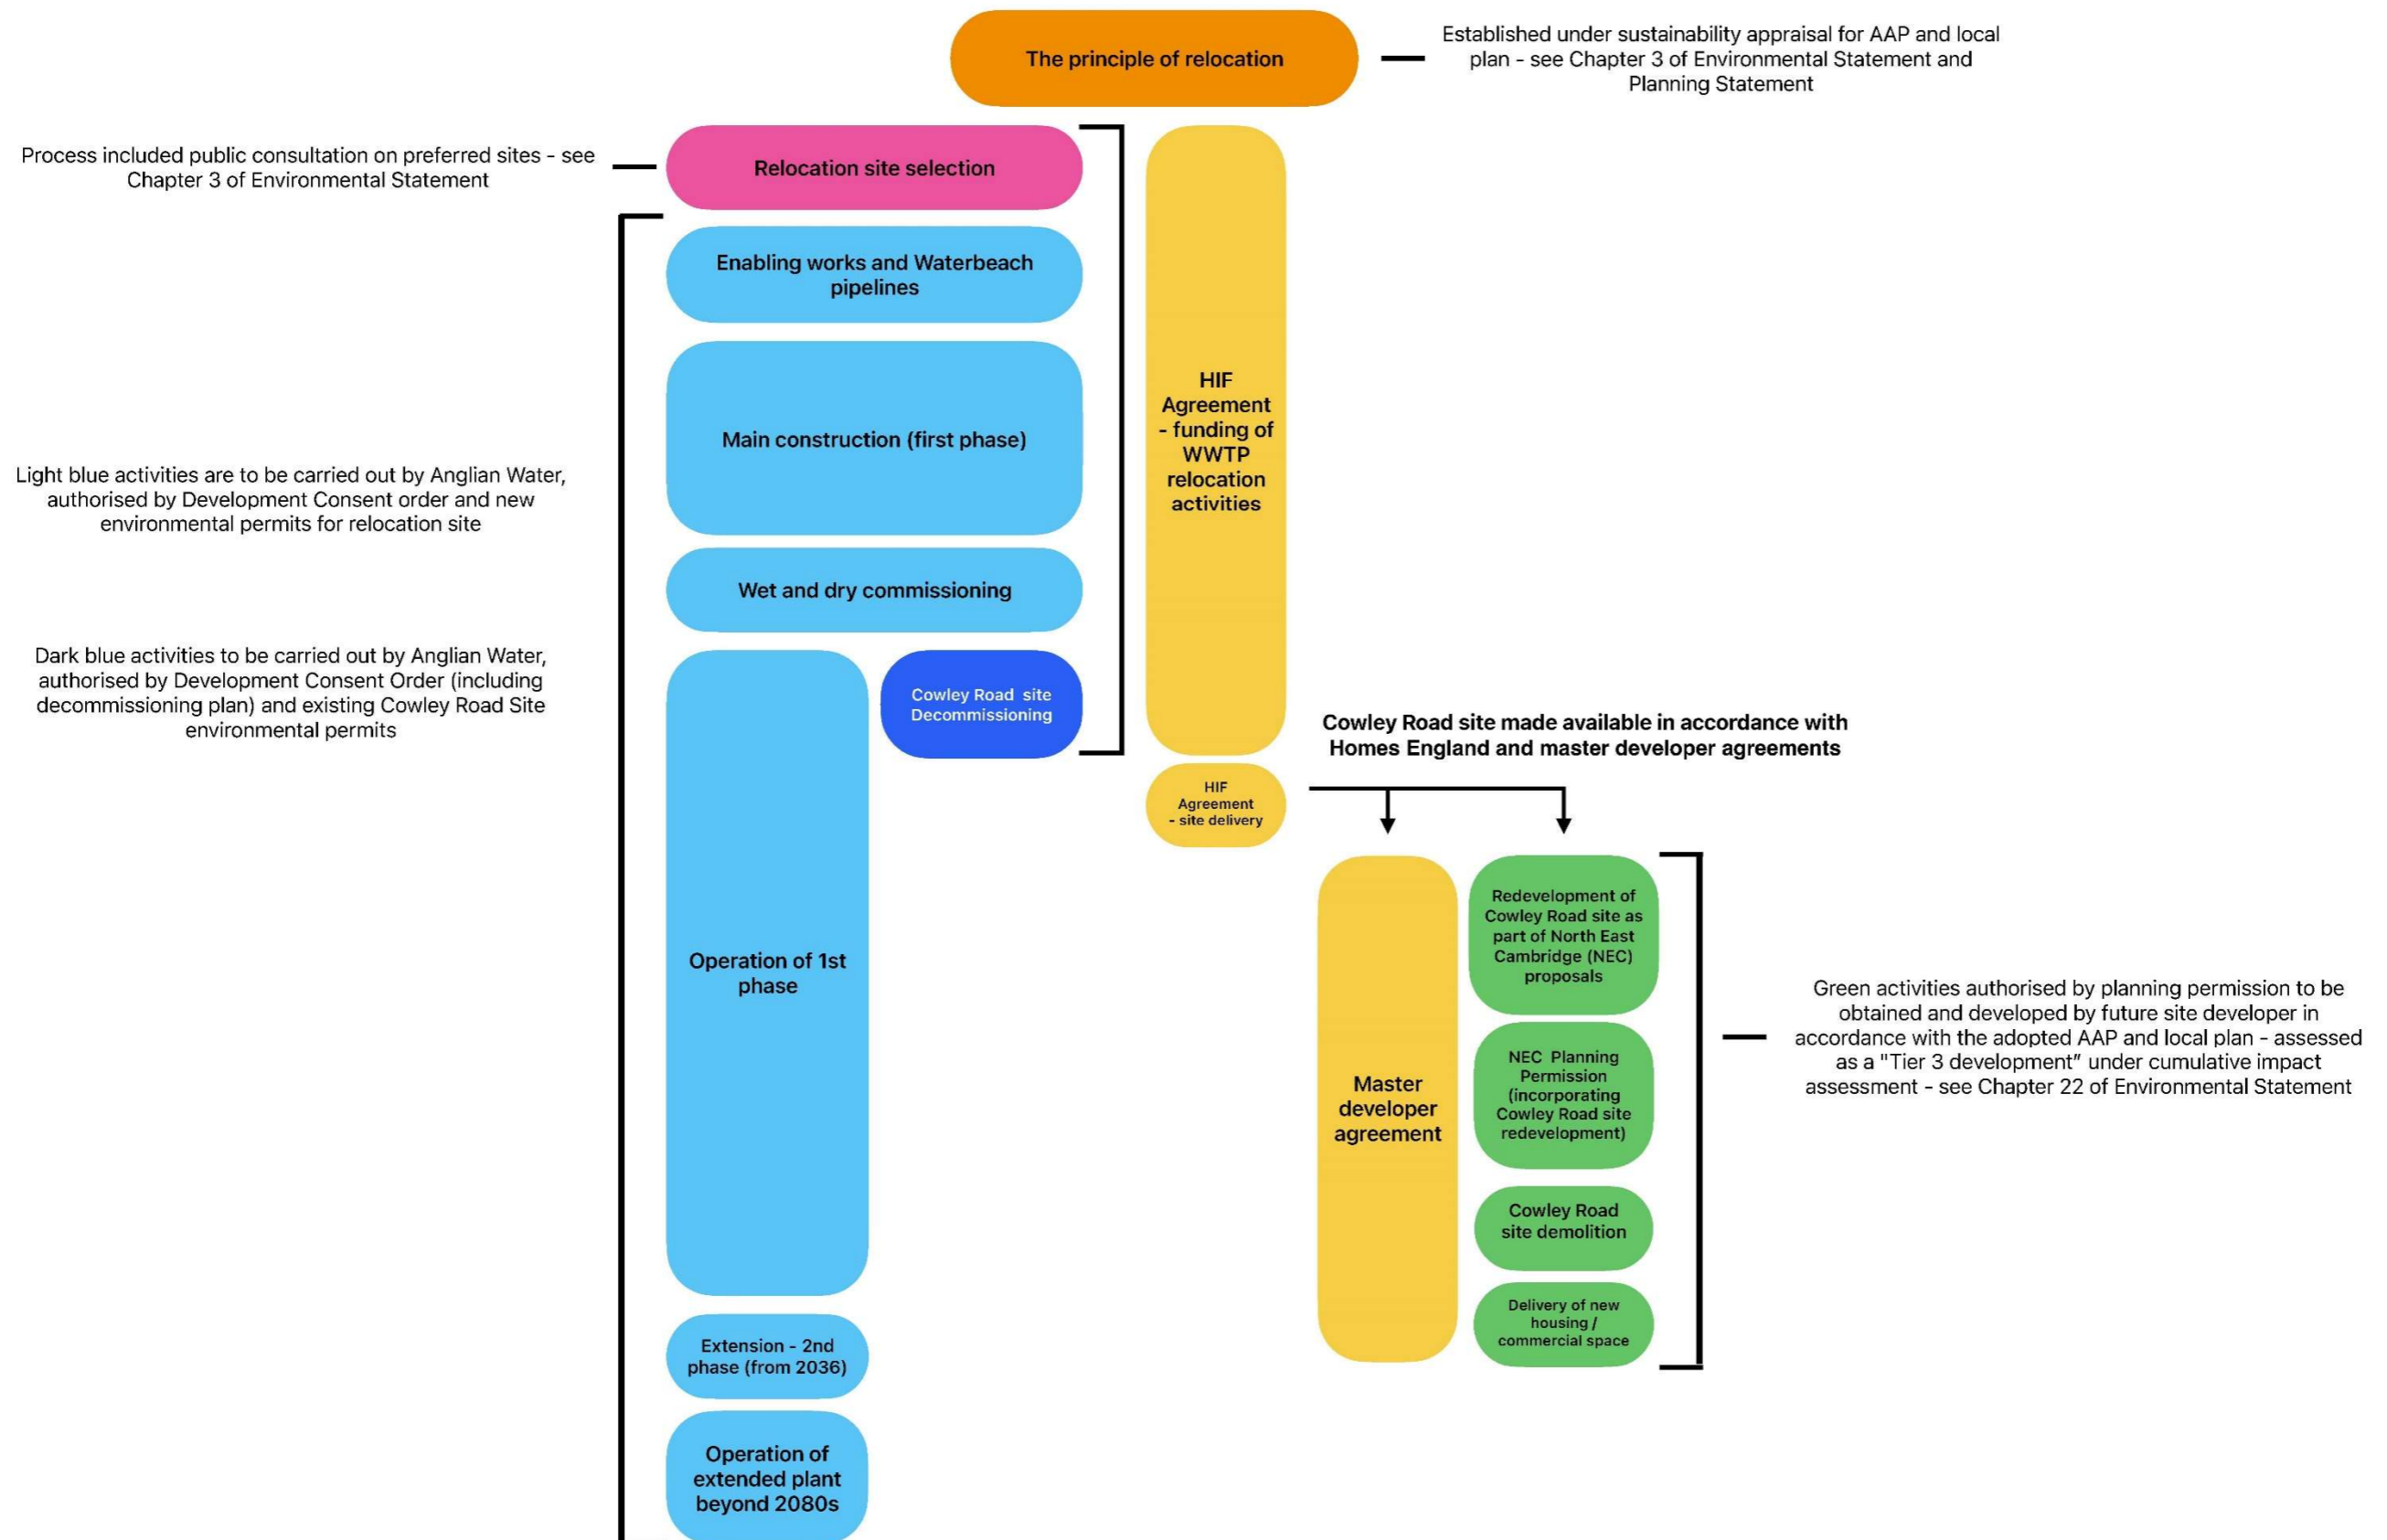 The principle of relocation
Established under sustainability appraisal for AAP and local
plan - see Chapter 3 of Environmental Statement and
Planning Statement
Process included public consultation on preferred sites - see
Chapter 3 of Environmental Statement
Relocation site selection
Enabling works and Waterbeach
pipelines
Main construction (first phase)
HIF
Agreement
- funding of
WWTP
relocation
activities
Light blue activities are to be carried out by Anglian Water,
authorised by Development Consent order and new
environmental permits for relocation site
Wet and dry commissioning
Dark blue activities to be carried out by Anglian Water,
authorised by Development Consent Order (including
decommissioning plan) and existing Cowley Road Site
environmental permits
Cowley Road  site
Decommissioning
Cowley Road site made available in accordance with
Homes England and master developer agreements
HIF
Agreement
- site delivery
Operation of 1st
phase
Redevelopment of
Cowley Road site as
part of North East
Cambridge (NEC)
proposals
Master
developer
agreement
NEC  Planning
Permission
(incorporating
Cowley Road site
redevelopment)
Green activities authorised by planning permission to be
obtained and developed by future site developer in
accordance with the adopted AAP and local plan - assessed
as a "Tier 3 development” under cumulative impact
assessment - see Chapter 22 of Environmental Statement
Cowley Road
site demolition
Delivery of new
housing /
commercial space
Extension - 2nd
phase (from 2036)
Operation of
extended plant
beyond 2080s